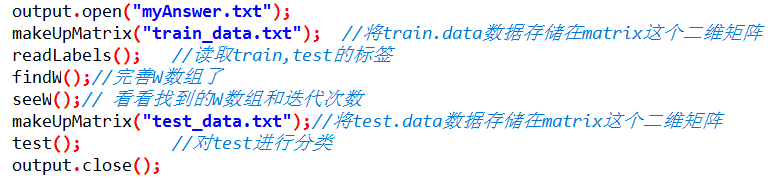 output.open("myAnswer.txt");
makeUpMatrix("train_data.txt");  //将train.data数据存储在matrix这个二维矩阵
readLabels();   //读取train,test的标签
findW();//完善W数组了
seeW();// 看看找到的W数组和迭代次数
makeUpMatrix("test_data.txt");//将test.data数据存储在matrix这个二维矩阵
test();         //对test进行分类
output.close();